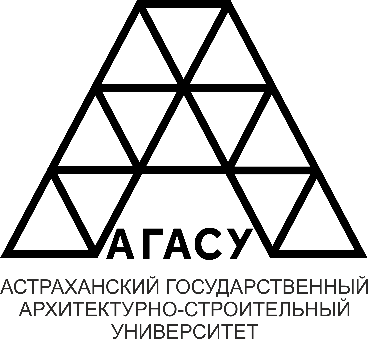 АГАСУ
АСТРАХАНСКИЙ ГОСУДАРСТВЕННЫЙ
АРХИТЕКТУРНО-СТРОИТЕЛЬНЫЙ
УНИВЕРСИТЕТ